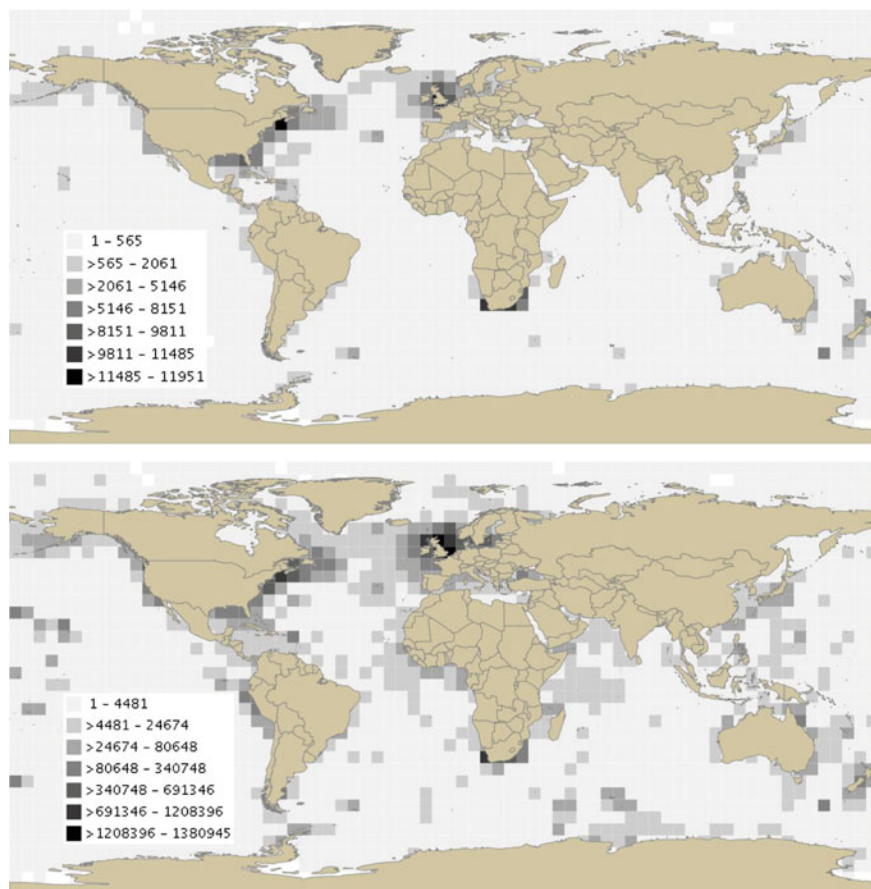 1 – 565
>565 – 2061
>2061 – 5146
>5146 – 8151
>8151 – 9811
>9811 – 11485
>11485 – 11951
1 – 4481
>4481 – 24674
>24674 – 80648
>80648 – 340748
>340748 – 691346
>691346 – 1208396
>1208396 – 1380945